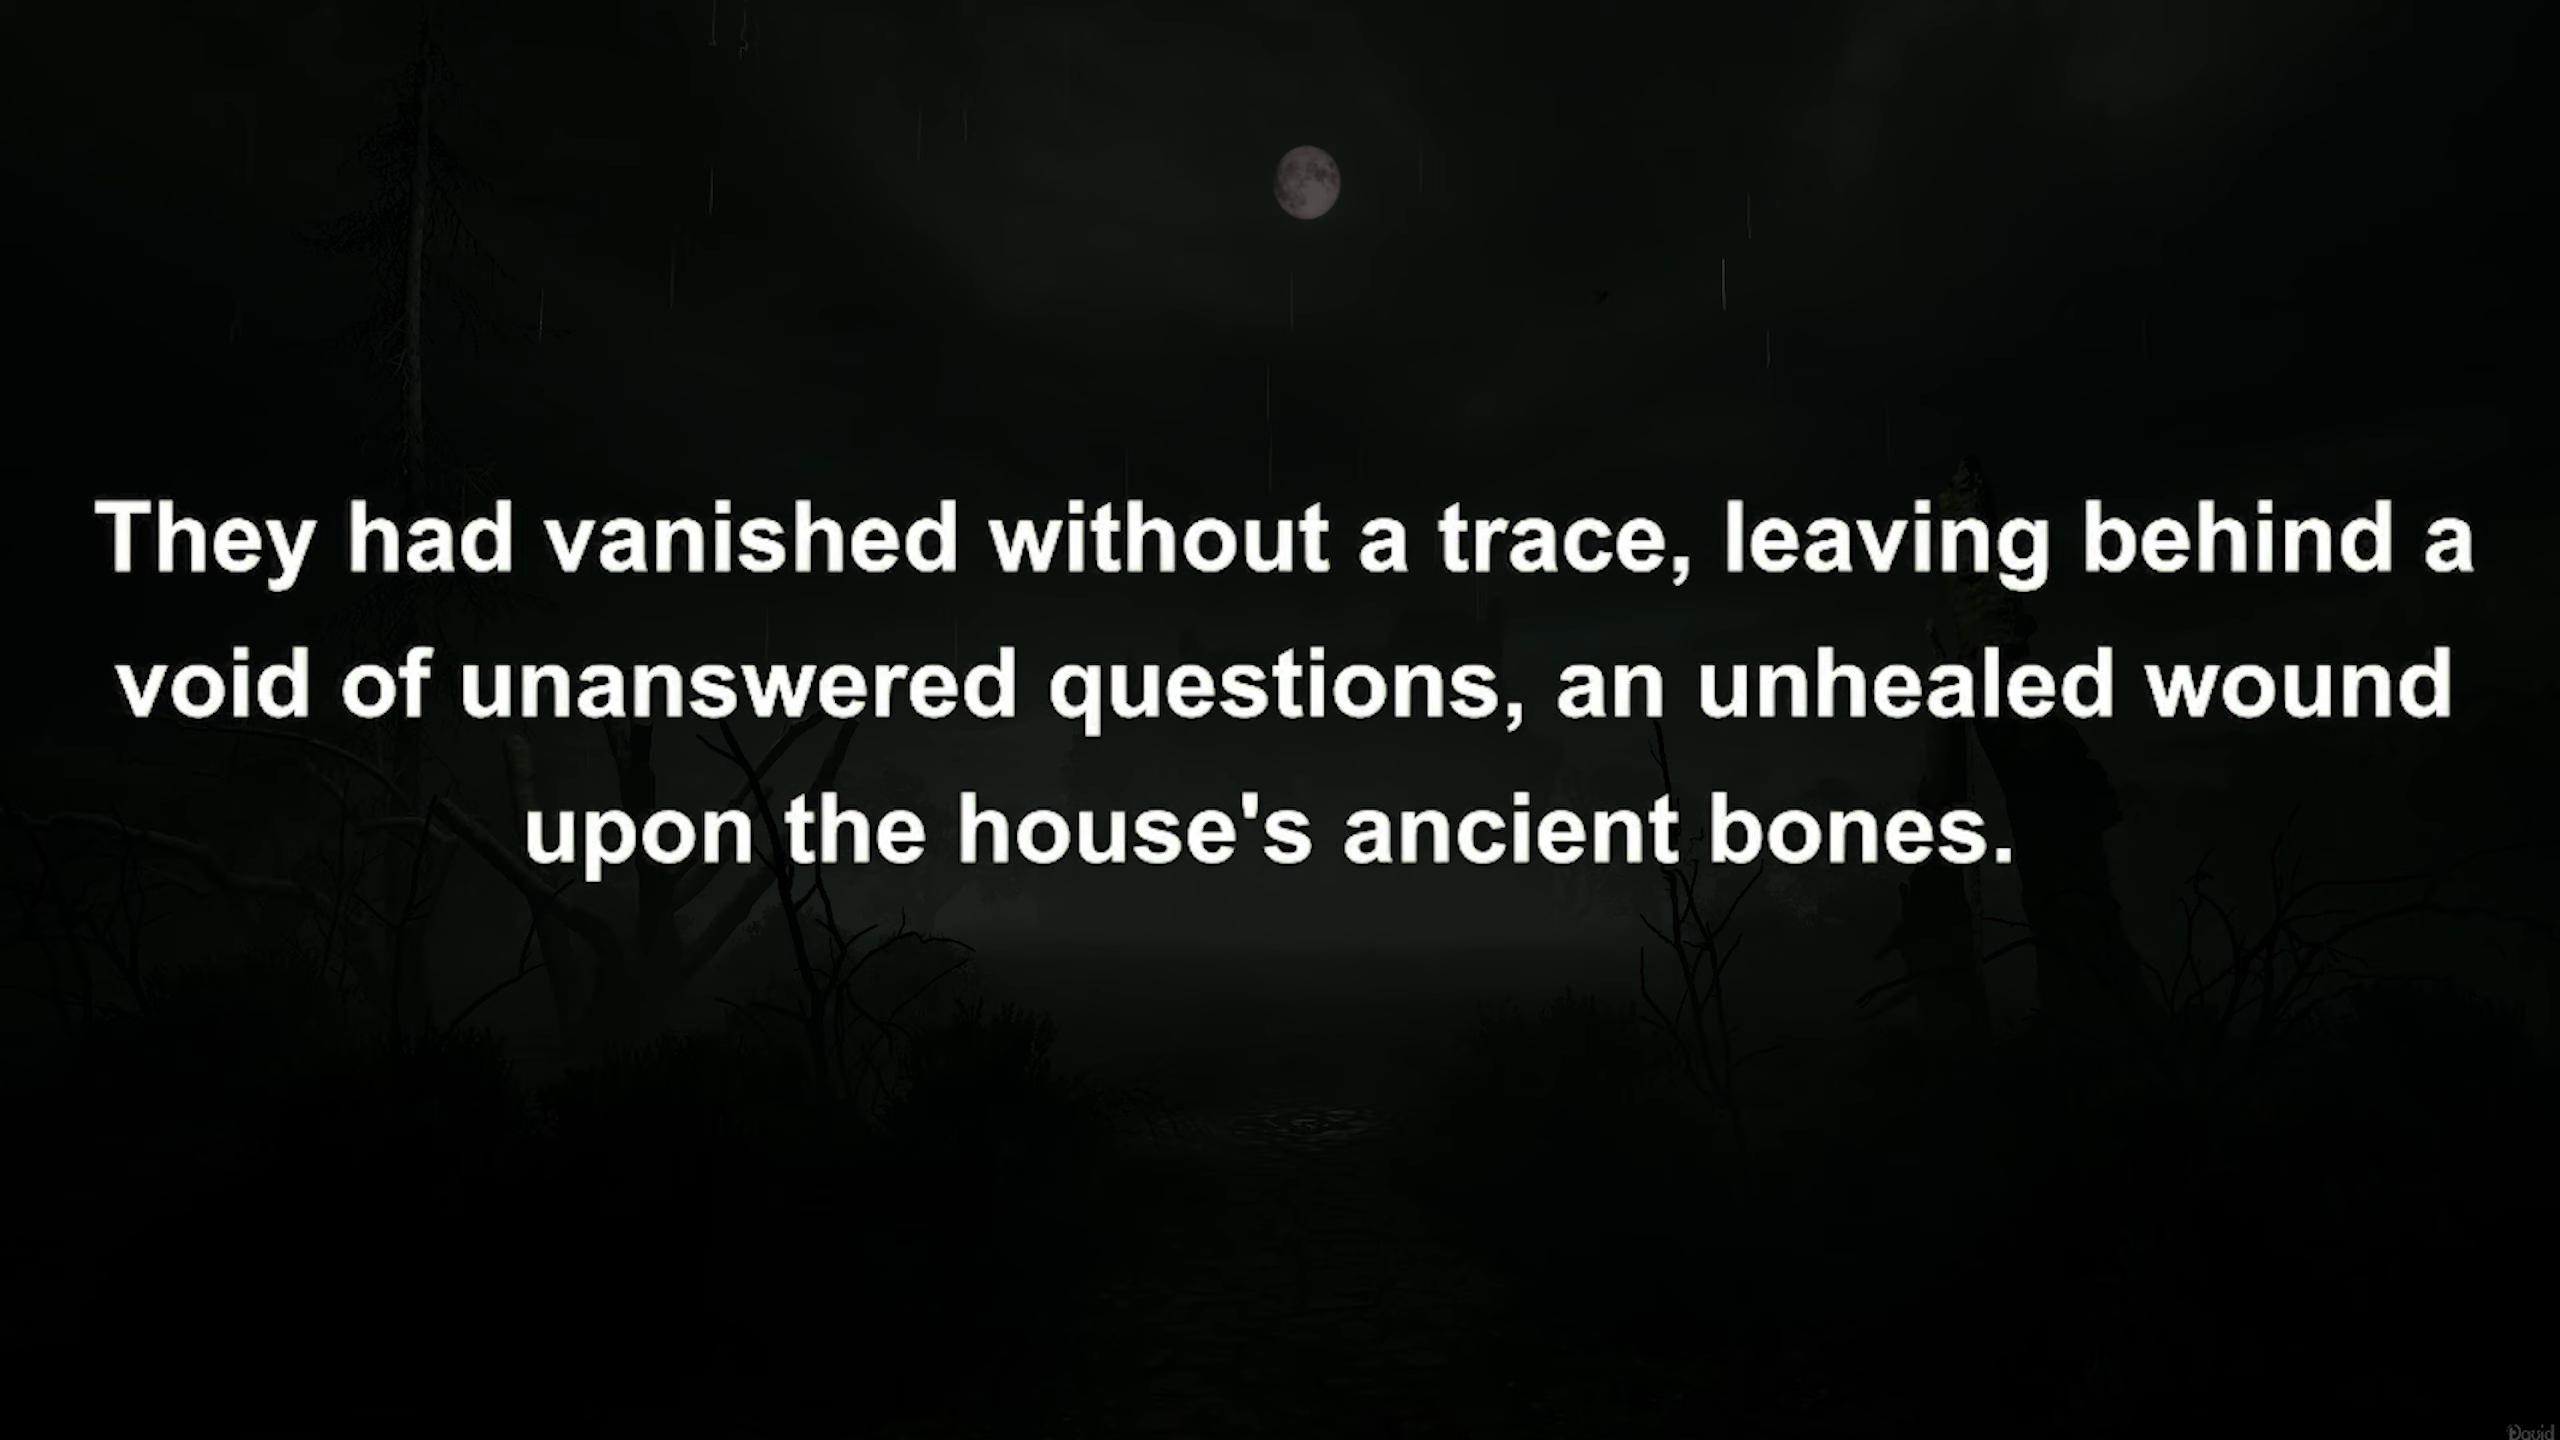 They had vanished without a trace, leaving behind a
void of unanswered questions, an unhealed wound
upon the house's ancient bones.
David